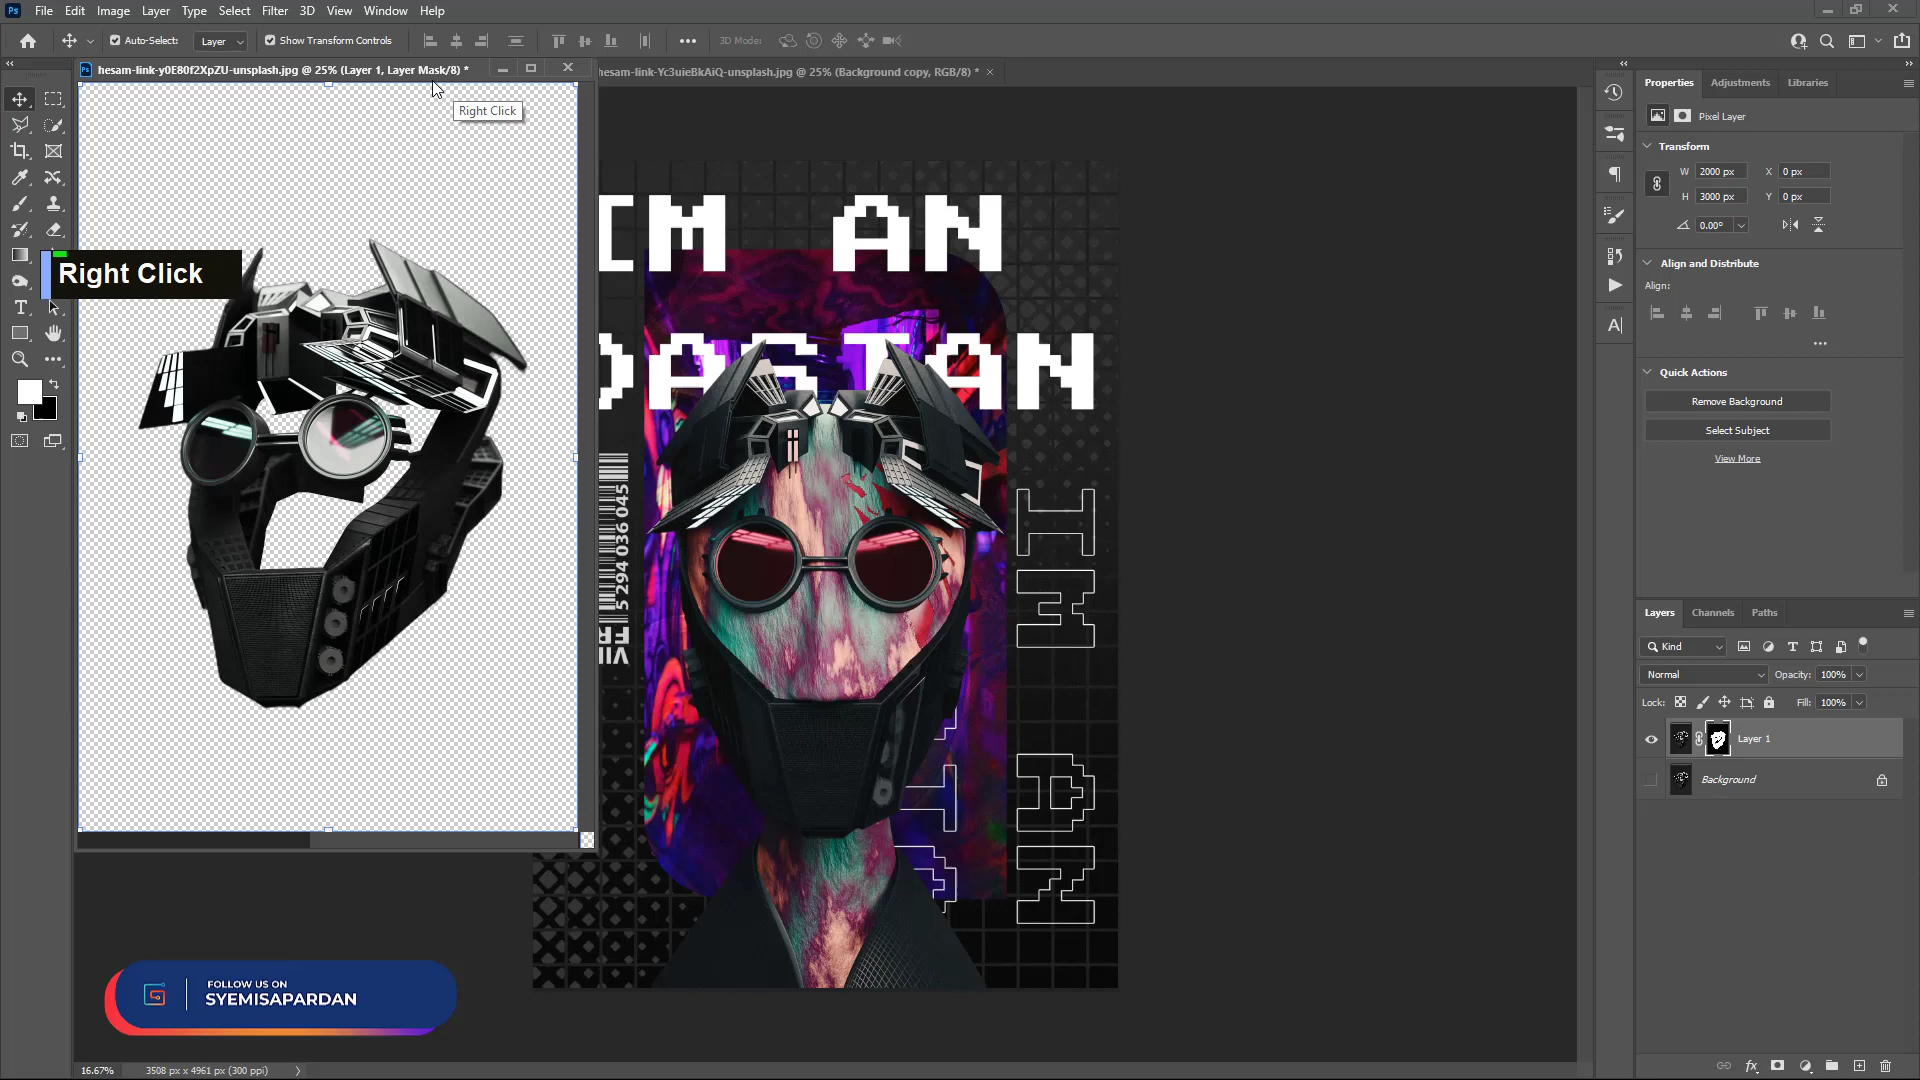 Ps File Edit Image Layer Type Select Filter 3D View Window Help
Auto-Select: Layer Show Transform Controls 3D Mode:
hesam-link-y0E80f2XpZU-unsplash.jpg @ 25% (Layer 1, Layer Mask/8) *
hesam-link-Yc3uieBkAiQ-unsplash.jpg @ 25% (Background copy, RGB/8) *
Right Click
Right Click
IM AN
DASTAN
5 294 036 045
IM AN
FOLLOW US ON
SYEMISAPARDAN
16.67% 3508 px x 4961 px (300 ppi)
Properties Adjustments Libraries
Pixel Layer
Transform
W 2000 px X 0 px
H 3000 px Y 0 px
0.00°
Align and Distribute
Align:
Quick Actions
Remove Background
Select Subject
View More
Layers Channels Paths
Kind
Normal Opacity: 100%
Lock: Fill: 100%
Layer 1
Background